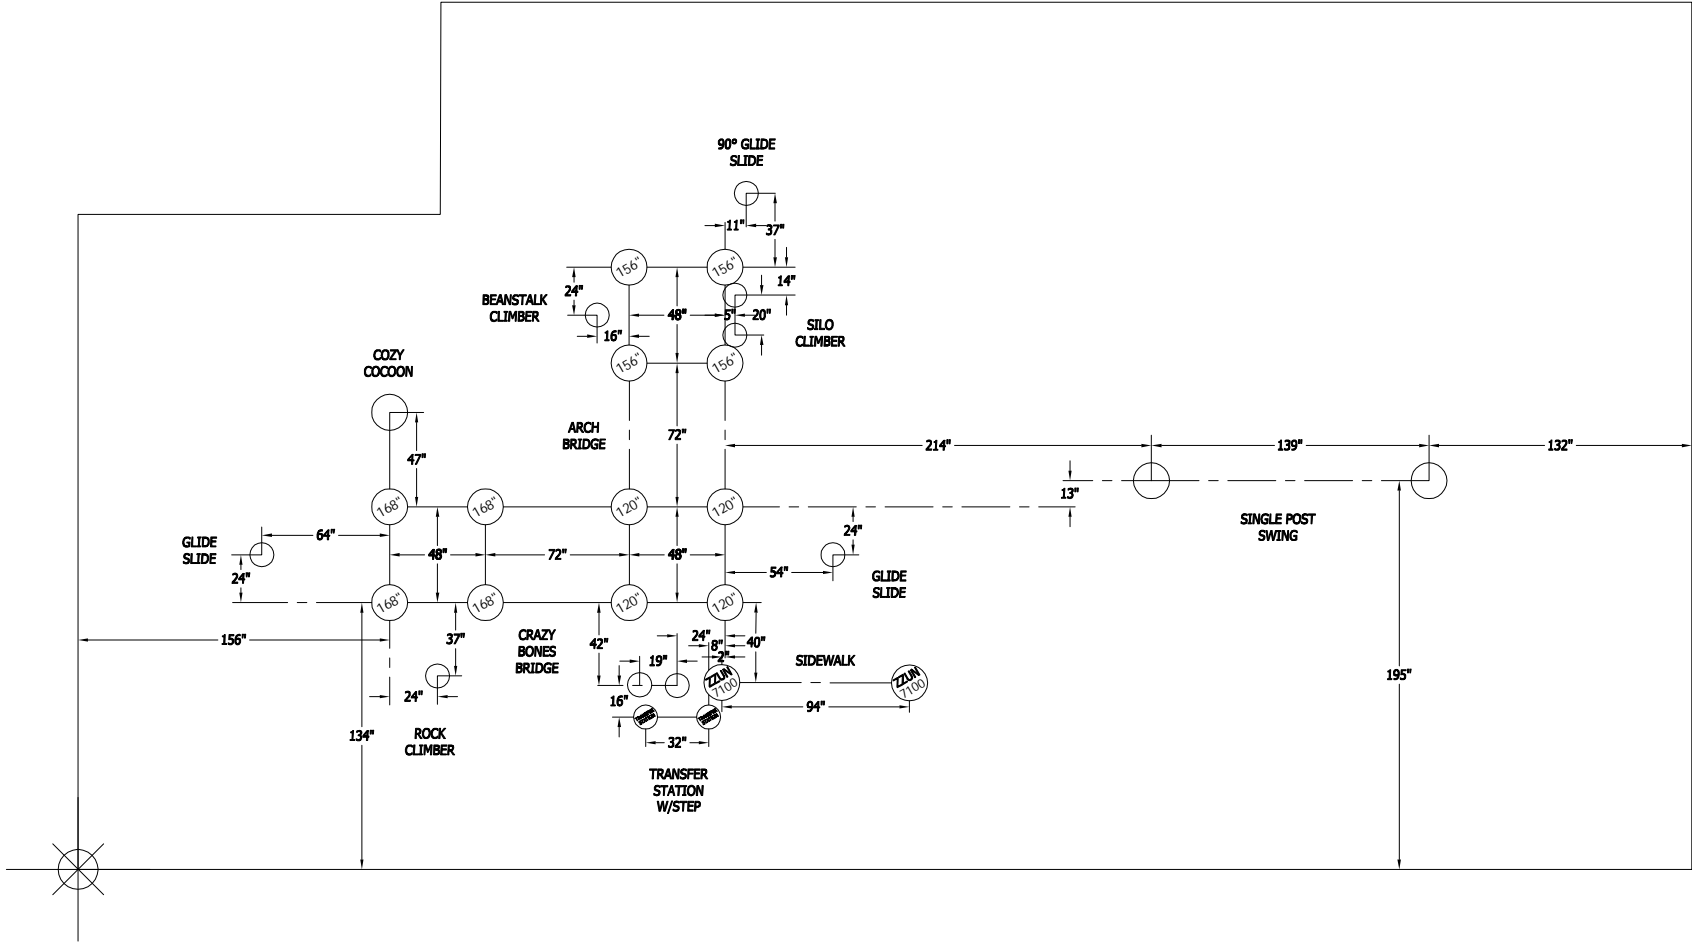 90° GLIDE
SLIDE
11"
37"
156"
156"
14"
24"
BEANSTALK
CLIMBER
48"
5"
20"
SILO
CLIMBER
16"
156"
156"
COZY
COCOON
ARCH
BRIDGE
72"
214"
139"
132"
47"
13"
168"
168"
120"
120"
SINGLE POST
SWING
64"
24"
GLIDE
SLIDE
48"
72"
48"
24"
54"
GLIDE
SLIDE
168"
168"
120"
120"
156"
37"
CRAZY
BONES
BRIDGE
42"
24"
8"
2"
40"
19"
SIDEWALK
195"
24"
16"
ZZUN
7100
ZZUN
7100
94"
134"
ROCK
CLIMBER
32"
TRANSFER
STATION
W/STEP